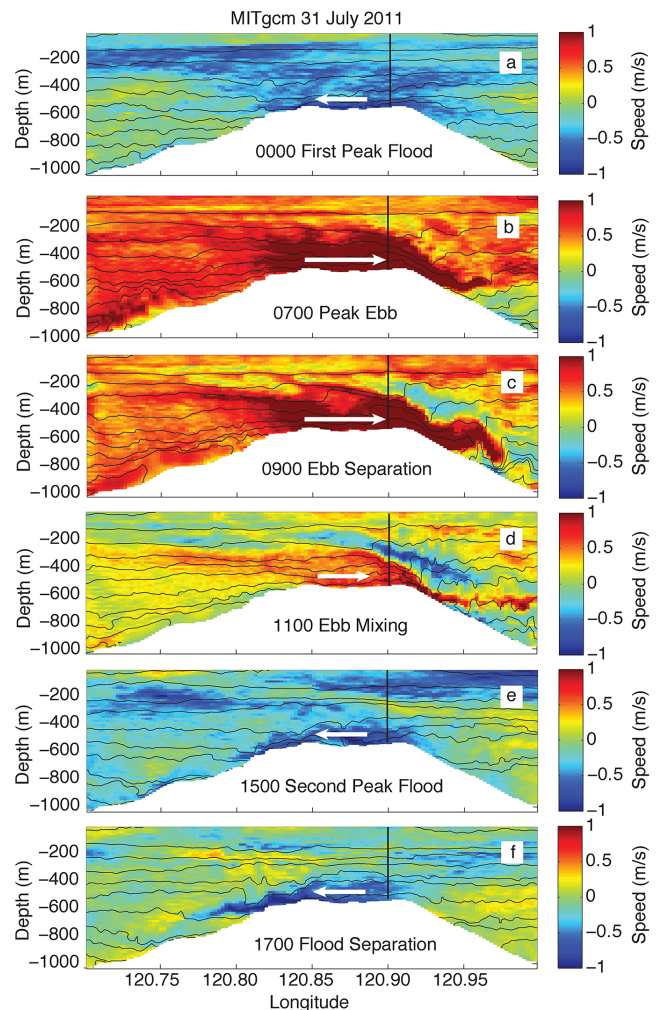 MITgcm 31 July 2011
a
0000 First Peak Flood
Depth (m)
−200
−400
−600
−800
−1000
1
0.5
0
−0.5
−1
Speed (m/s)
b
0700 Peak Ebb
Depth (m)
−200
−400
−600
−800
−1000
1
0.5
0
−0.5
−1
Speed (m/s)
c
0900 Ebb Separation
Depth (m)
−200
−400
−600
−800
−1000
1
0.5
0
−0.5
−1
Speed (m/s)
d
1100 Ebb Mixing
Depth (m)
−200
−400
−600
−800
−1000
1
0.5
0
−0.5
−1
Speed (m/s)
e
1500 Second Peak Flood
Depth (m)
−200
−400
−600
−800
−1000
1
0.5
0
−0.5
−1
Speed (m/s)
f
1700 Flood Separation
Depth (m)
−200
−400
−600
−800
−1000
1
0.5
0
−0.5
−1
Speed (m/s)
120.75 120.80 120.85 120.90 120.95
Longitude